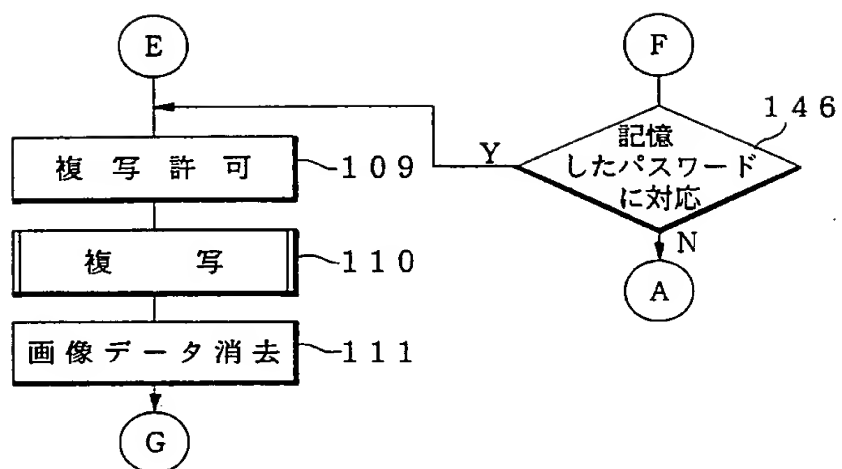 E
F
146
記憶
したパスワード
に対応
Y
N
A
複写許可
109
複写
110
画像データ消去
111
G